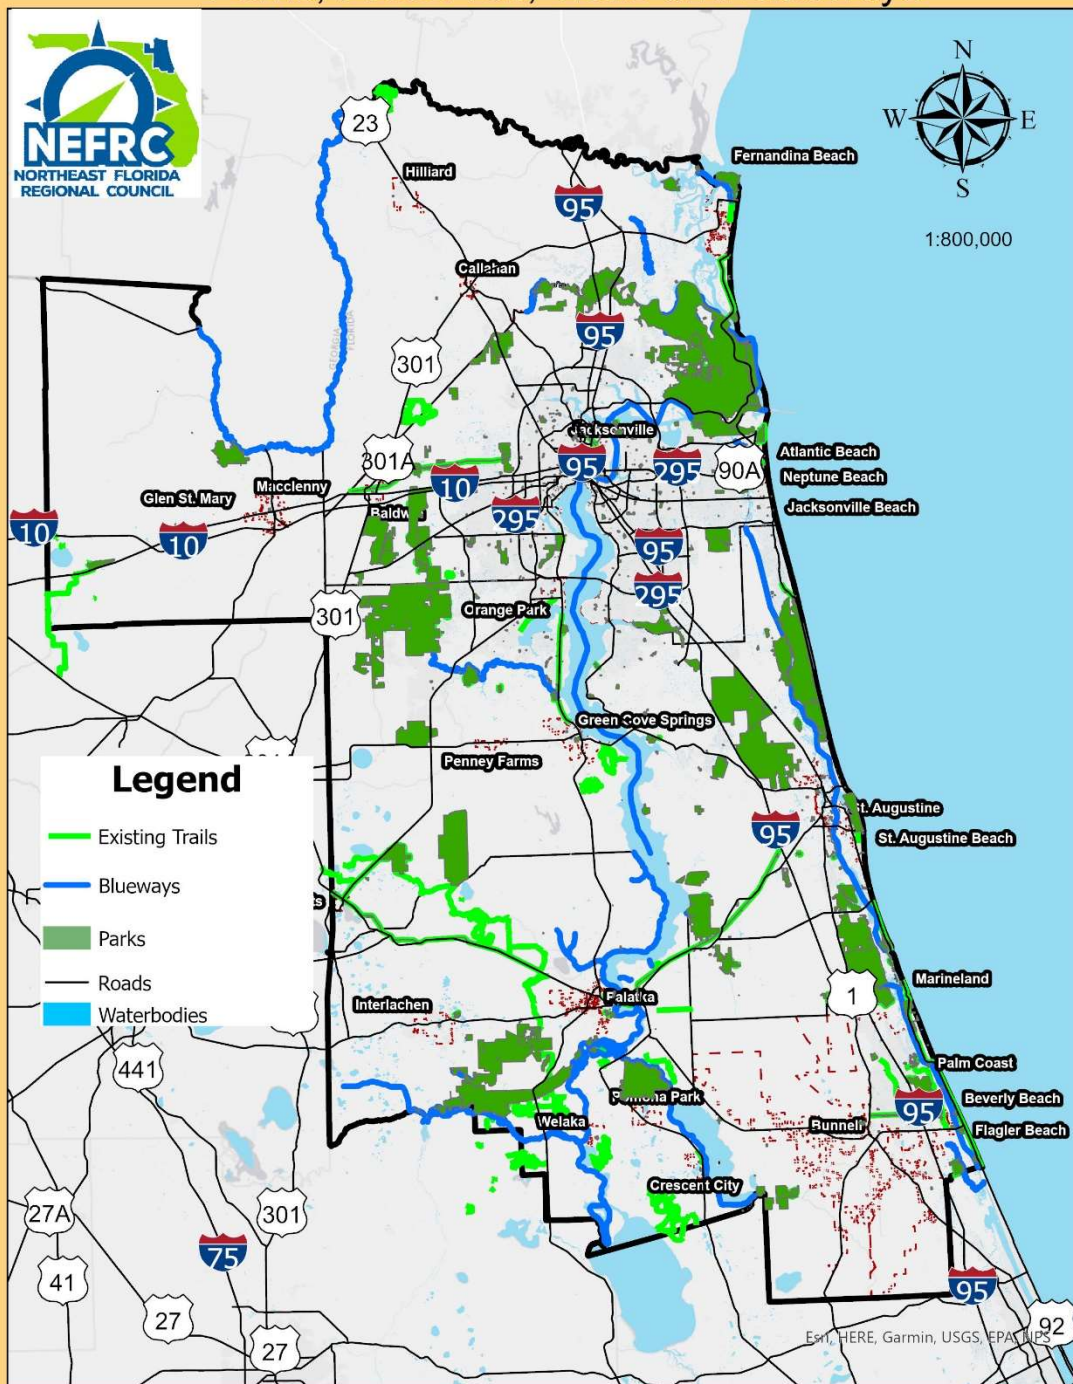 N
W E
S
1:800,000
NEFRC
NORTHEAST FLORIDA
REGIONAL COUNCIL
23
Fernandina Beach
Hilliard
95
Callahan
GEORGIA
FLORIDA
95
301
Jacksonville
301A
95
295
90A
Atlantic Beach
10
Neptune Beach
Glen St. Mary
Macclenny
Jacksonville Beach
10
10
295
95
295
Orange Park
301
Green Cove Springs
Penney Farms
Legend
Existing Trails
Blueways
Parks
Roads
Waterbodies
St. Augustine
95
St. Augustine Beach
Marineland
Interlachen
Palatka
1
441
Palm Coast
Pomona Park
95
Beverly Beach
Welaka
Bunnell
Flagler Beach
Crescent City
27A
301
75
41
95
27
27
92
Esri, HERE, Garmin, USGS, EPA, NPS